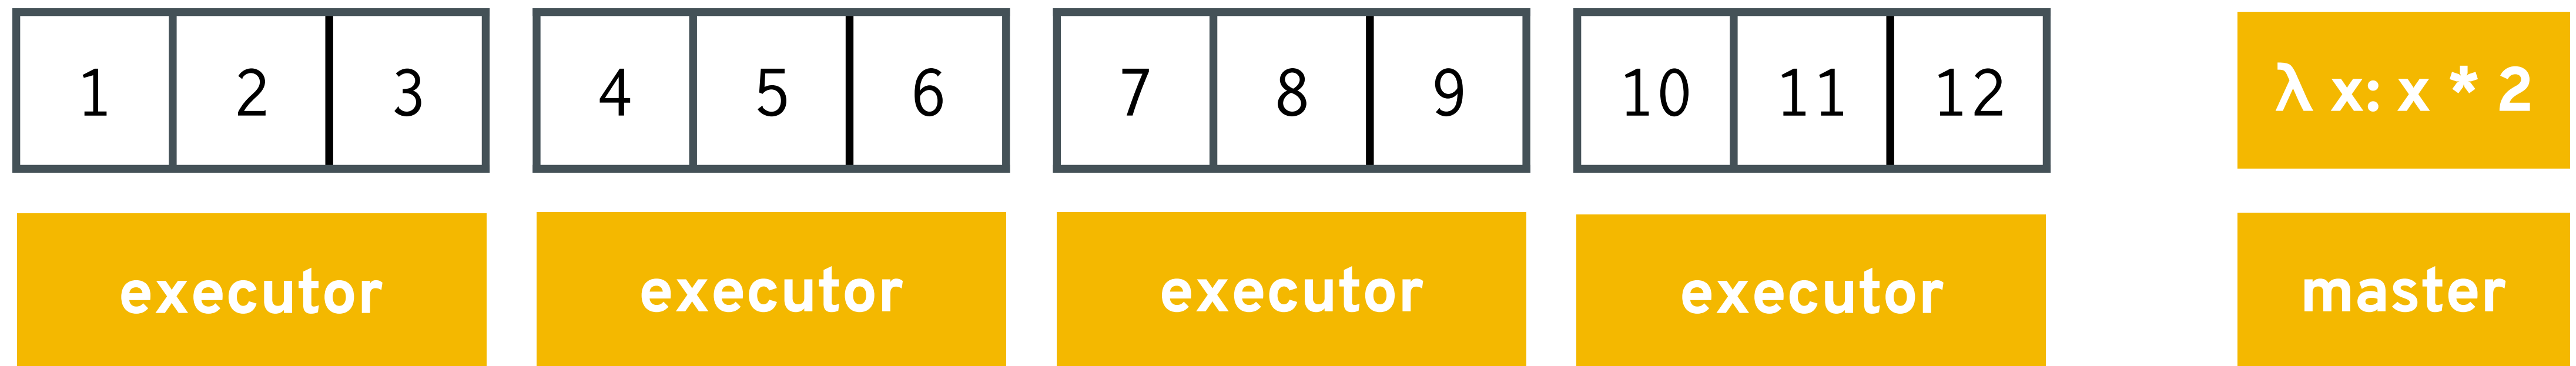 1 2 3 4 5 6 7 8 9 10 11 12 λ x: x * 2
executor executor executor executor master